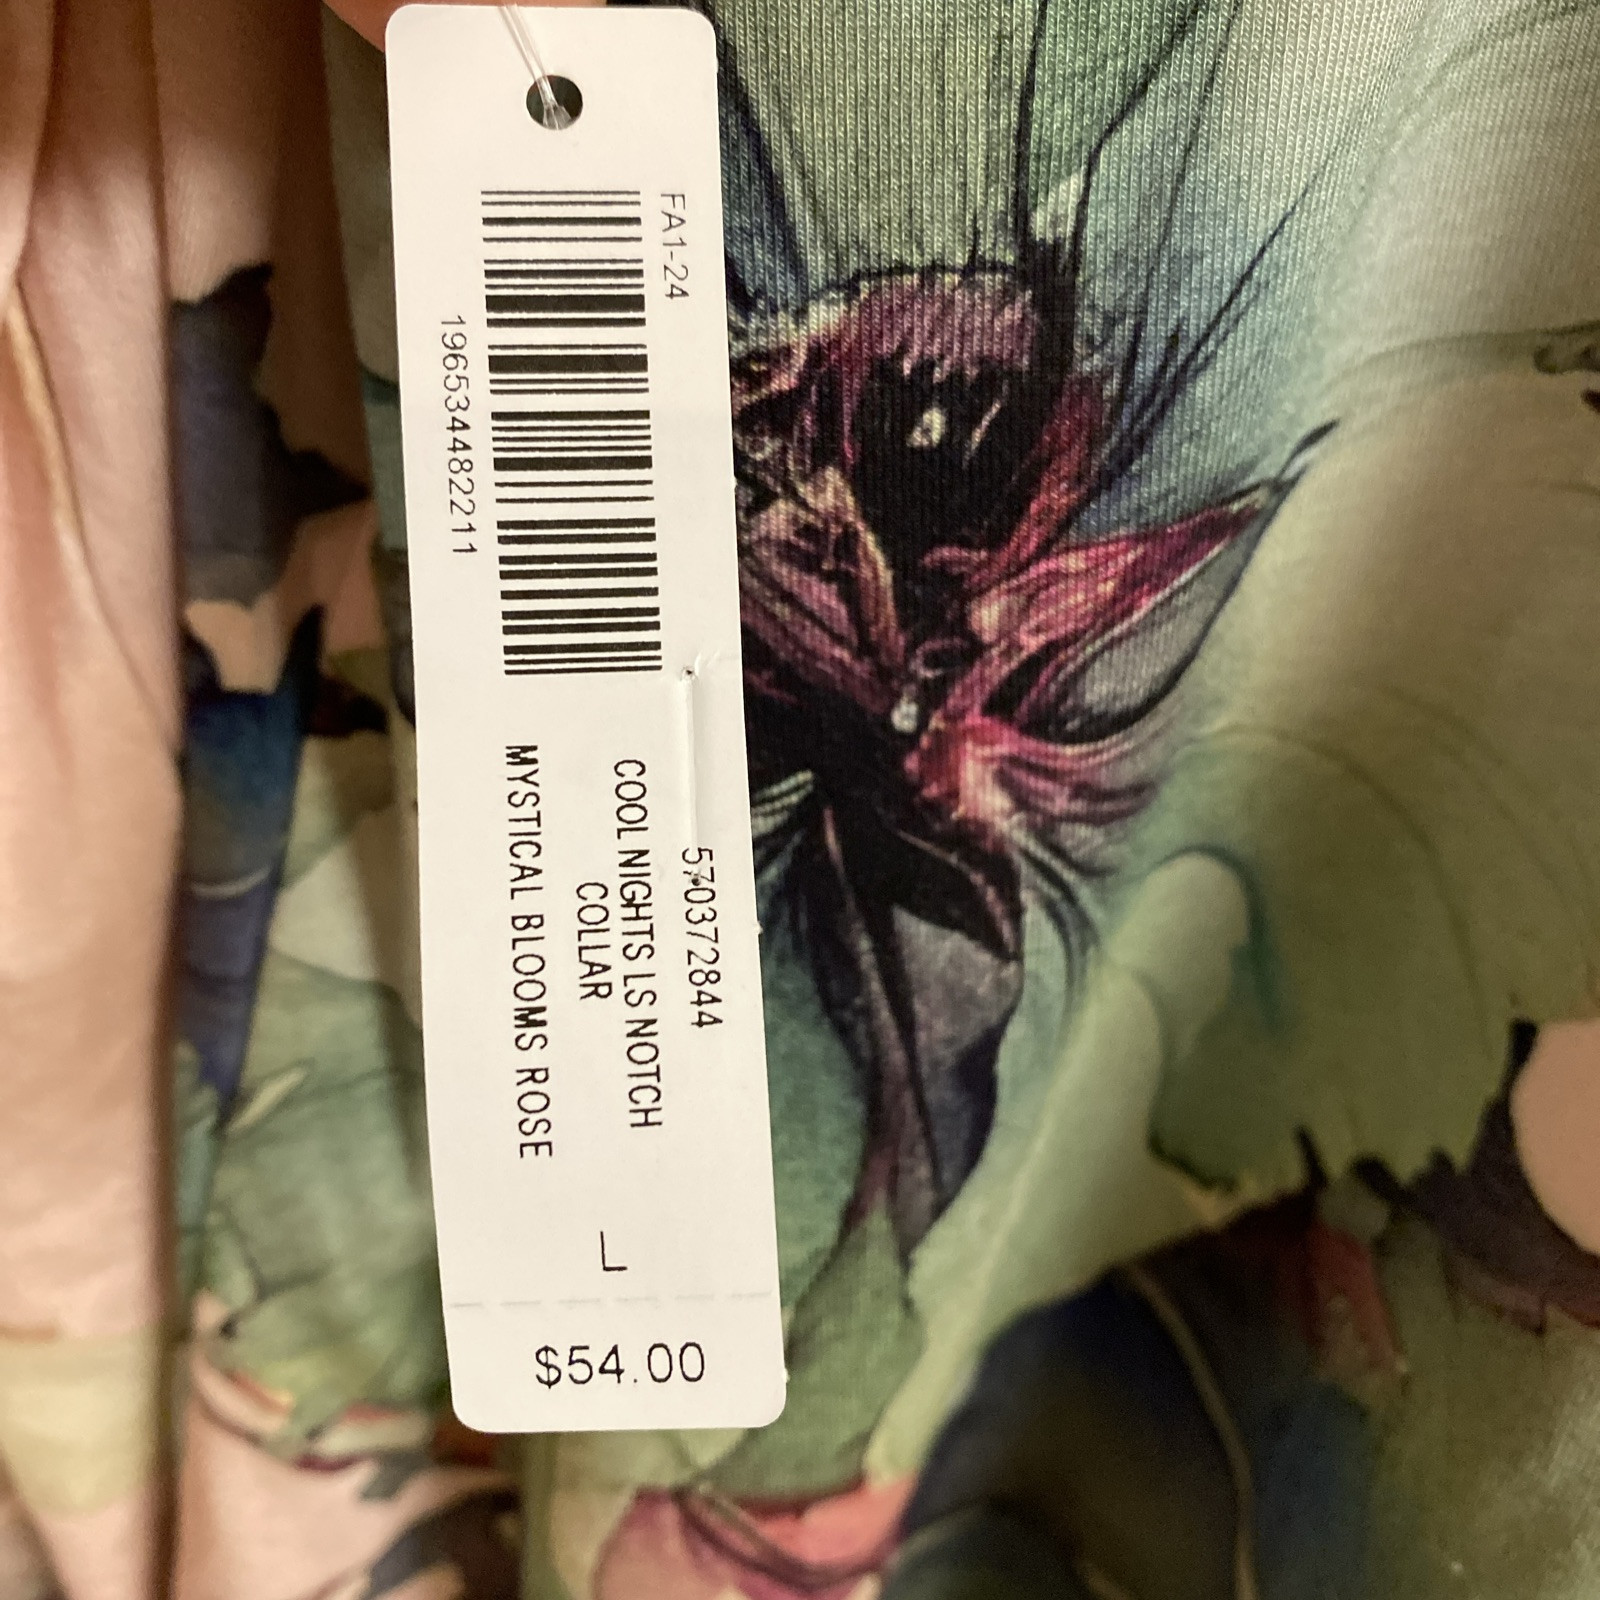 FA1-24
196534482211
570372844
COOL NIGHTS LS NOTCH
COLLAR
MYSTICAL BLOOMS ROSE
L
$54.00